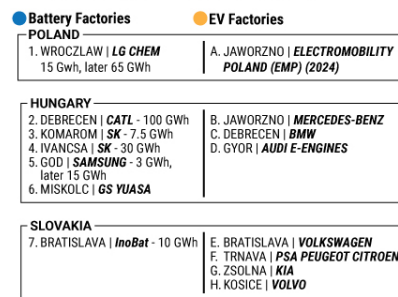 Battery Factories
EV Factories
POLAND
1. WROCZLAW | LG CHEM
15 Gwh, later 65 GWh
A. JAWORZNO | ELECTROMOBILITY
POLAND (EMP) (2024)
HUNGARY
2. DEBRECEN | CATL - 100 GWh
3. KOMAROM | SK - 7.5 GWh
4. IVANCSA | SK - 30 GWh
5. GOD | SAMSUNG - 3 GWh,
later 15 GWh
6. MISKOLC | GS YUASA
B. JAWORZNO | MERCEDES-BENZ
C. DEBRECEN | BMW
D. GYOR | AUDI E-ENGINES
SLOVAKIA
7. BRATISLAVA | InoBat - 10 GWh
E. BRATISLAVA | VOLKSWAGEN
F. TRNAVA | PSA PEUGEOT CITROEN
G. ZSOLNA | KIA
H. KOSICE | VOLVO